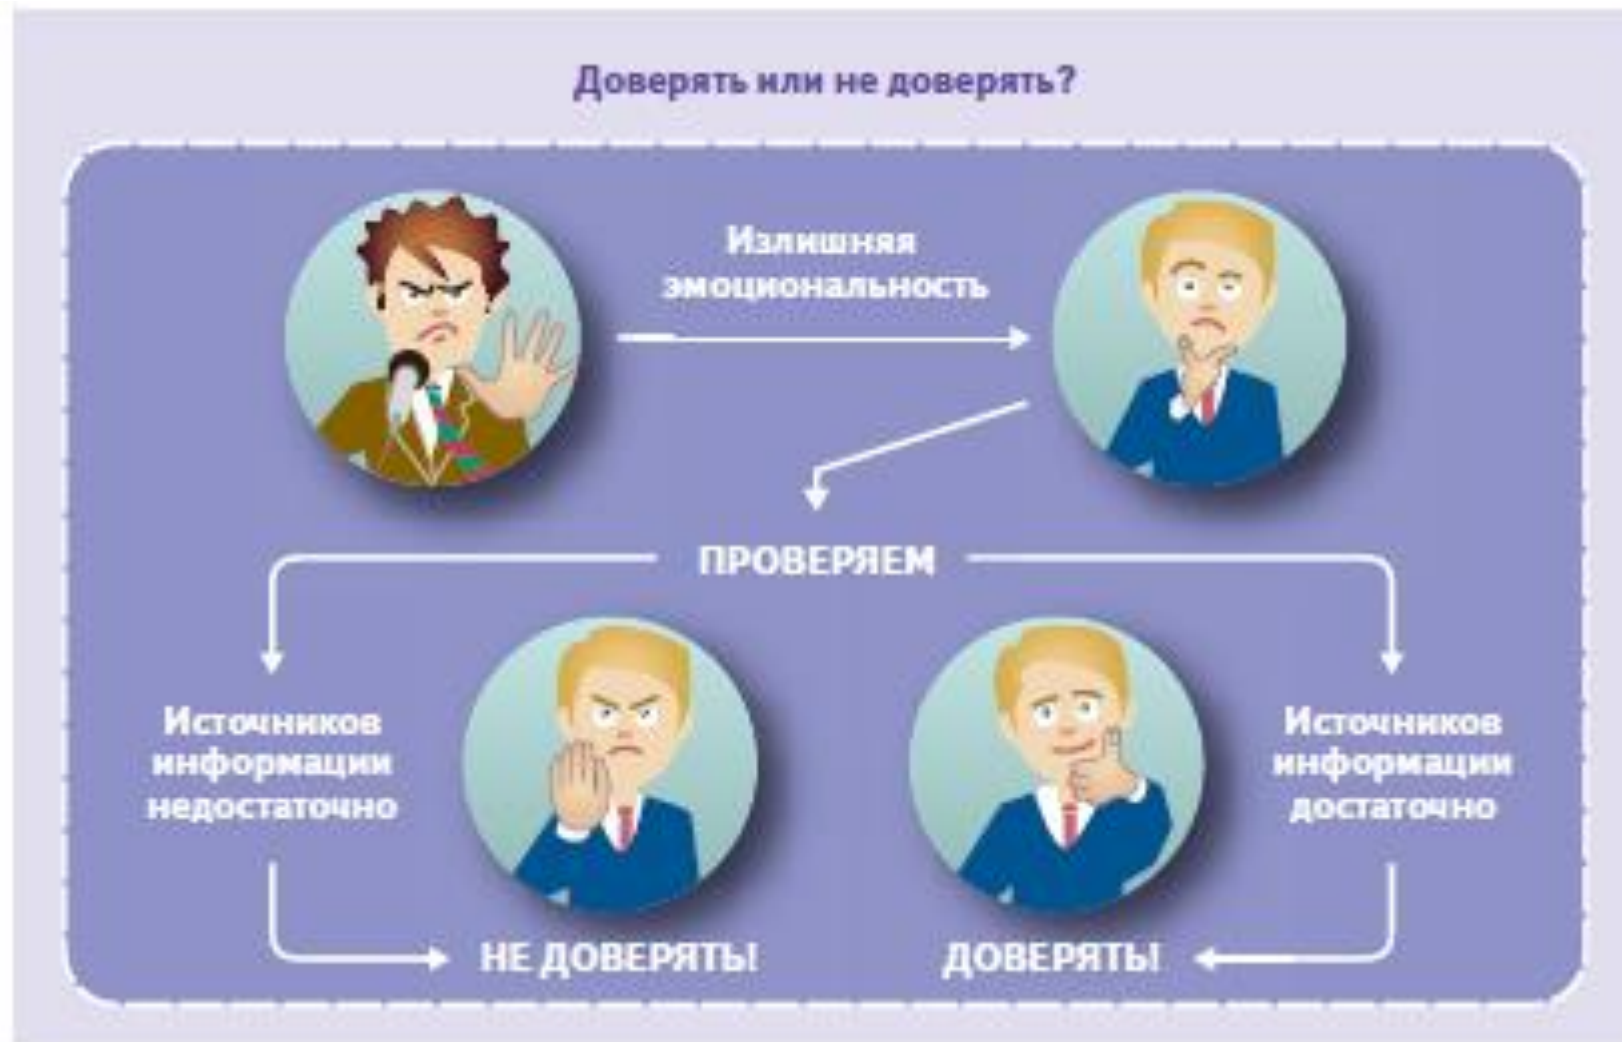 Доверять или не доверять?
Излишняя
эмоциональность
ПРОВЕРЯЕМ
Источников
информации
недостаточно
Источников
информации
достаточно
НЕ ДОВЕРЯТЬ!
ДОВЕРЯТЬ!